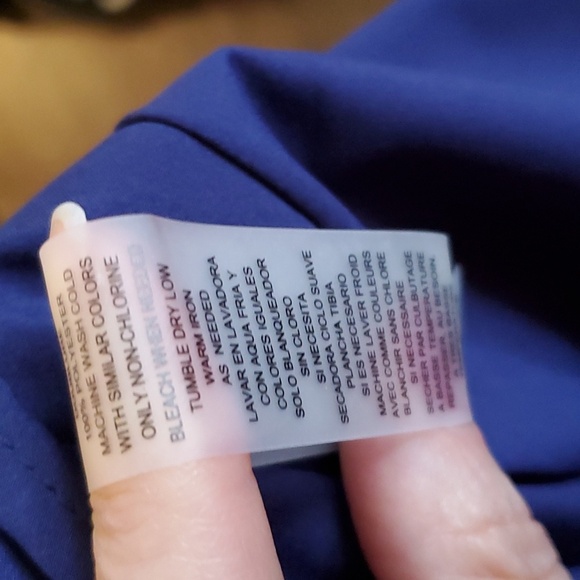 100% POLYESTER
MACHINE WASH COLD
WITH SIMILAR COLORS
ONLY NON-CHLORINE
BLEACH WHEN NEEDED
TUMBLE DRY LOW
WARM IRON
AS NEEDED
LAVAR EN LAVADORA
CON AQUA FRIA Y
COLORES IGUALES
SOLO BLANQUEADOR
SIN CLORO
SI NECESITA
SECADORA CICLO SUAVE
PLANCHA TIBIA
SI ES NECESARIO
MACHINE LAVER FROID
AVEC COMME COULEURS
BLANCHIR SANS CHLORE
SI NECESSAIRE
SECHER PAR CULBUTAGE
A BASSE TEMPERATURE
AU BESOIN